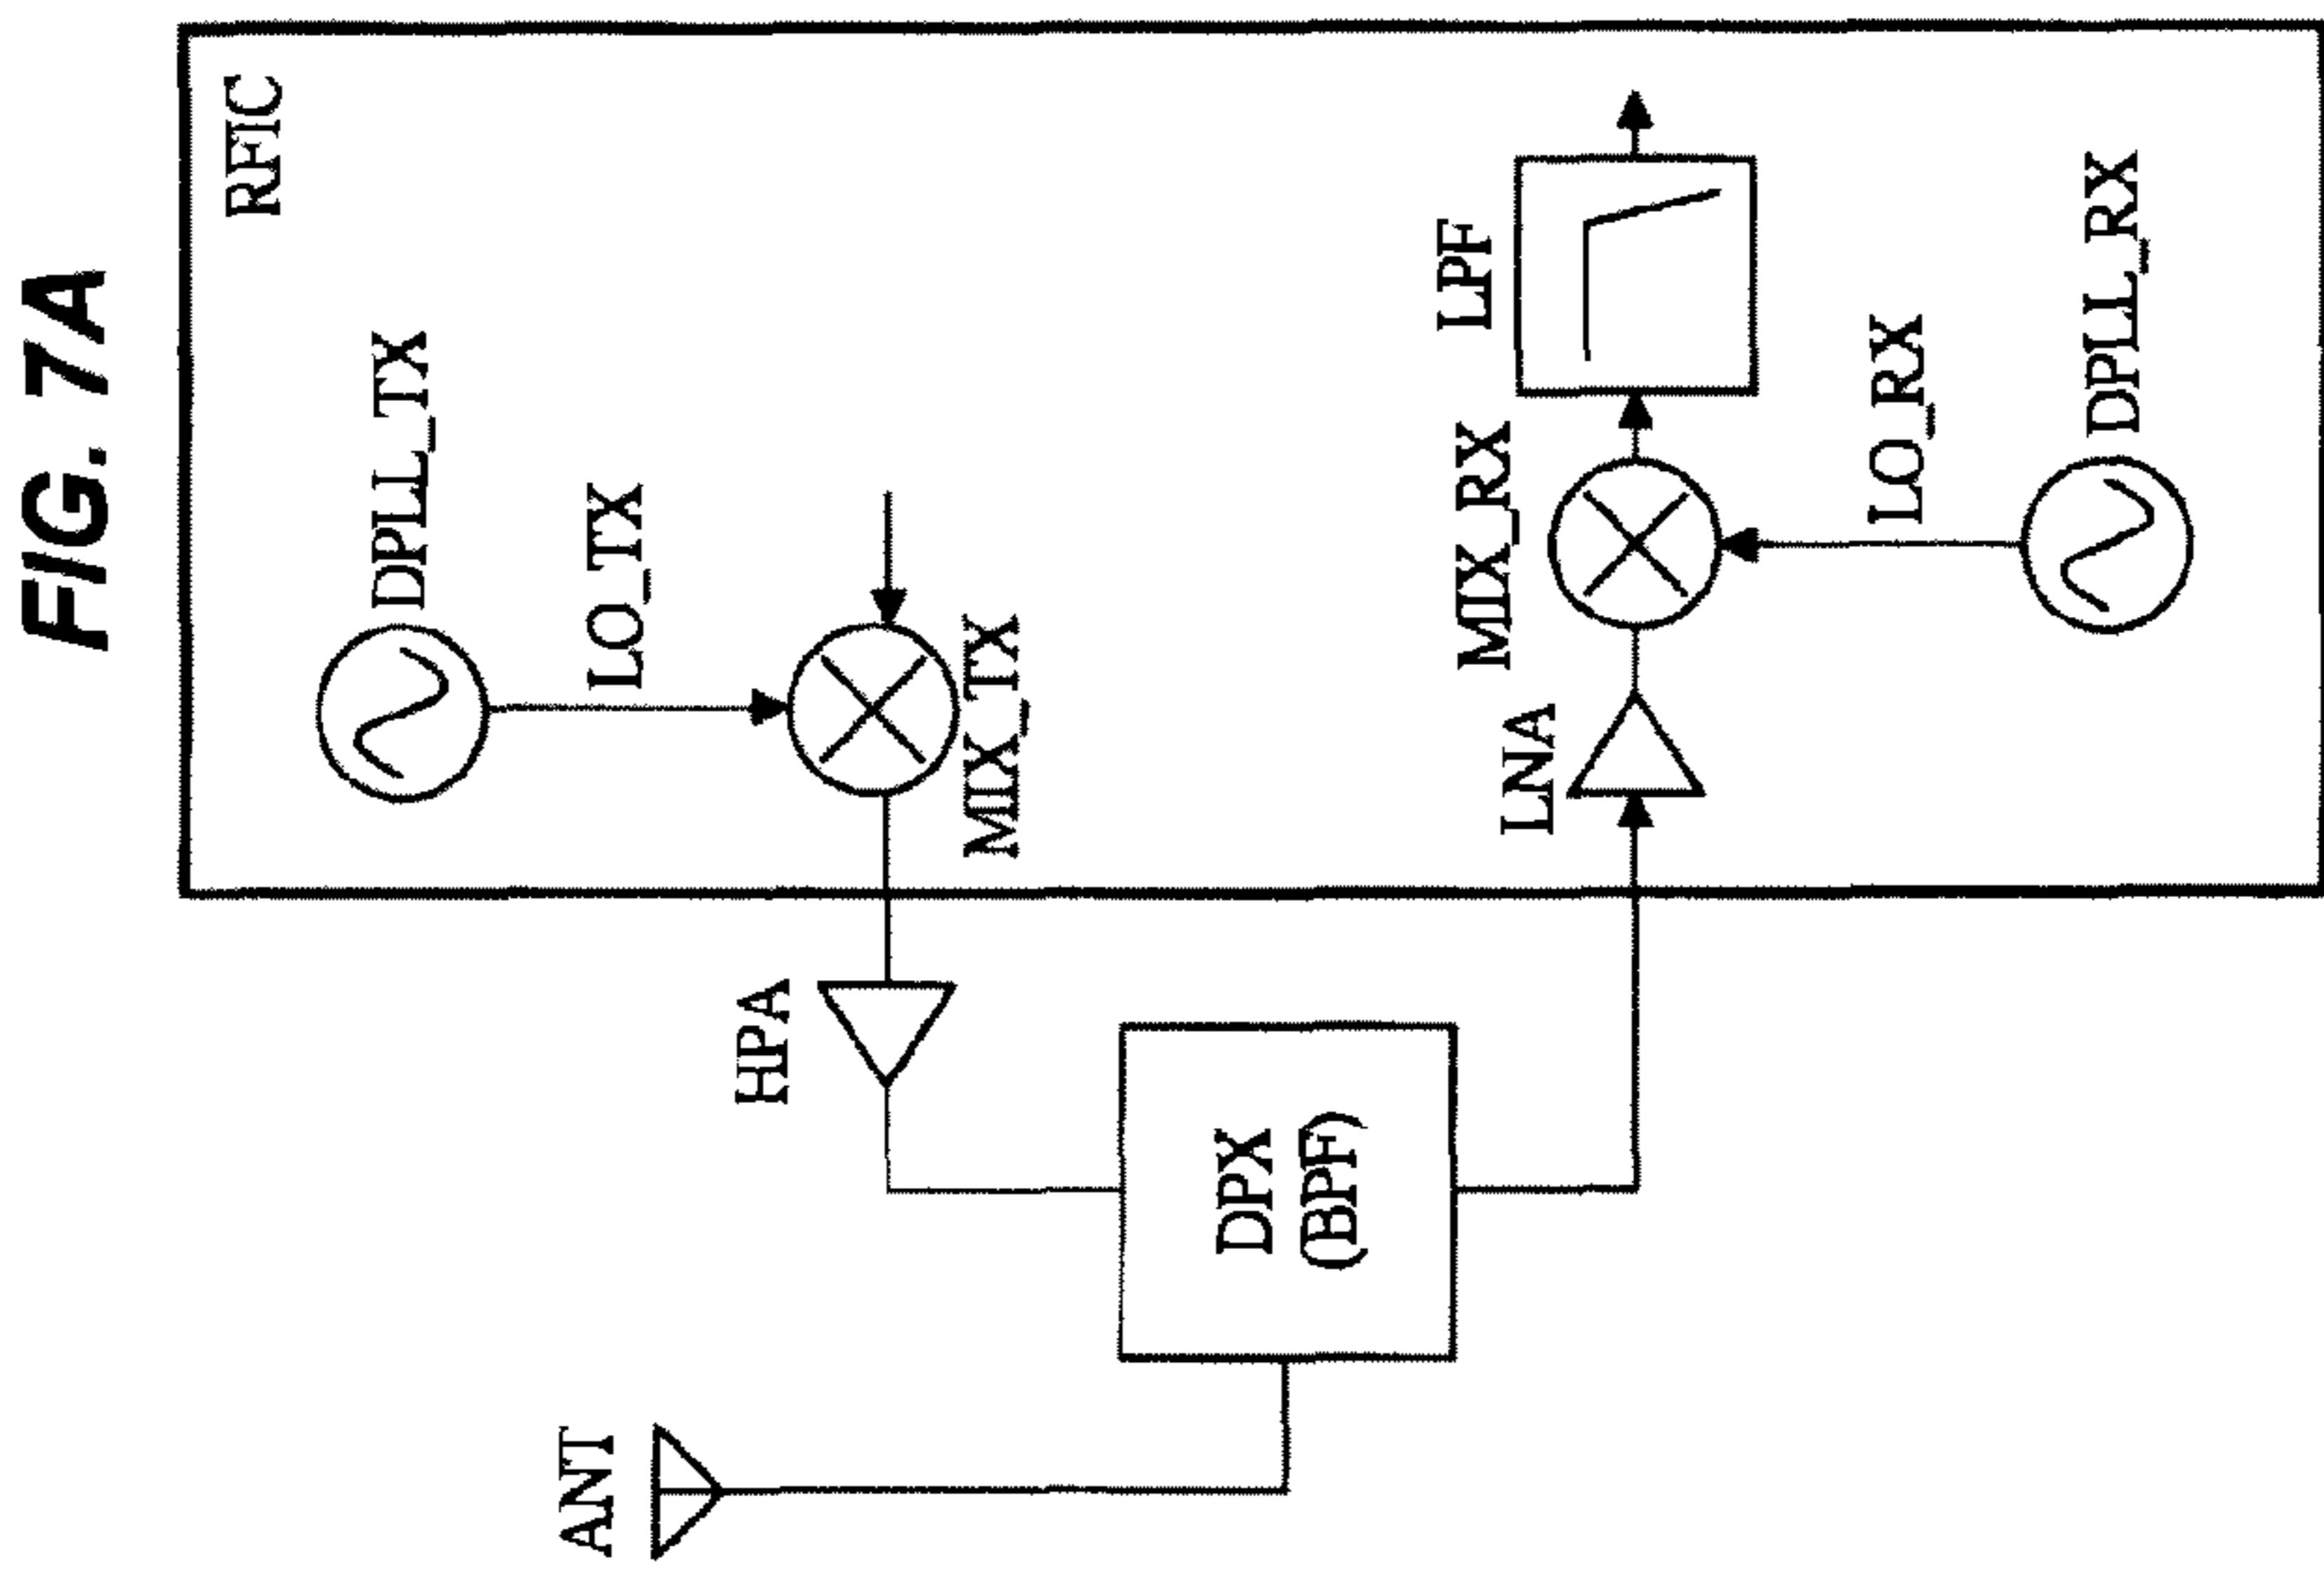 FIG. 7A
RFIC
DPLL_TX
LO_TX
MIX_TX
HPA
ANT
DPX
(BPF)
LNA
MIX_RX
LPF
LO_RX
DPLL_RX